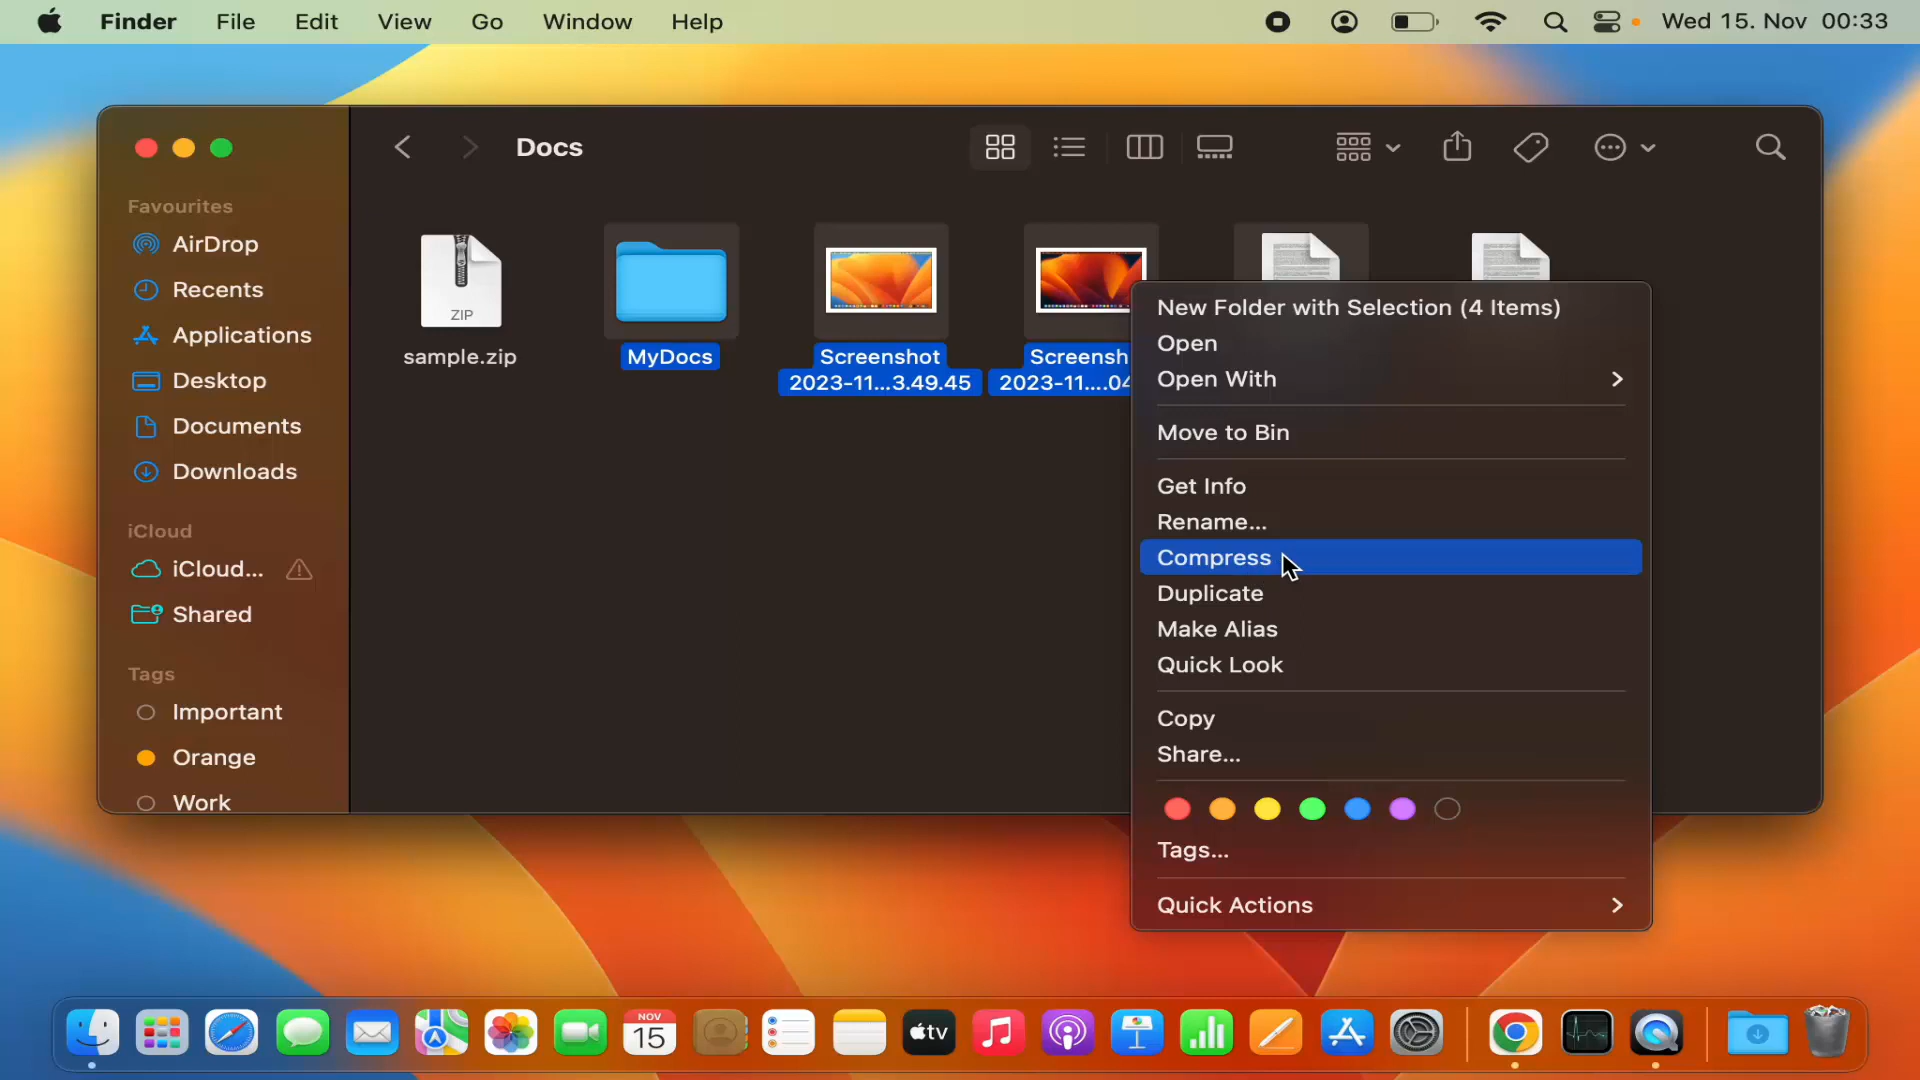 Finder File Edit View Go Window Help Wed 15. Nov 00:33
Docs
Favourites
AirDrop
Recents
Applications
Desktop
Documents
Downloads
iCloud
iCloud...
Shared
Tags
Important
Orange
Work
ZIP
sample.zip
MyDocs
Screenshot
2023-11...3.49.45
Screensh
2023-11....04
New Folder with Selection (4 Items)
Open
Open With
Move to Bin
Get Info
Rename...
Compress
Duplicate
Make Alias
Quick Look
Copy
Share...
Tags...
Quick Actions
NOV
15
tv